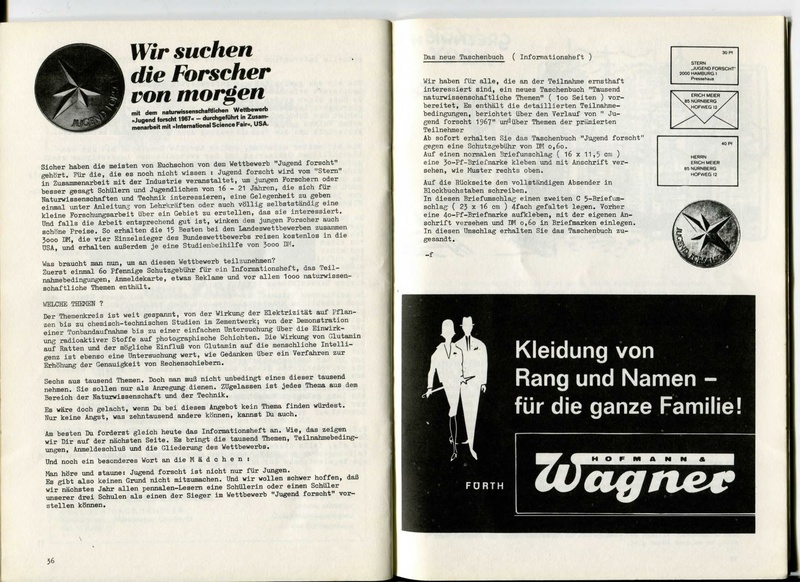 Wir suchen
die Forscher
von morgen
mit dem naturwissenschaftlichen Wettbewerb
«Jugend forscht 1967» – durchgeführt in Zusam-
menarbeit mit «International Science Fair», USA.
JUGEND FORSCHT
Sicher haben die meisten von Euchschon von dem Wettbewerb "Jugend forscht"
gehört. Für die, die es noch nicht wissen : Jugend forscht wird vom "Stern"
in Zusammenarbeit mit der Industrie veranstaltet, um jungen Forschern oder
besser gesagt Schülern und Jugendlichen von 16 - 21 Jahren, die sich für
Naturwissenschaften und Technik interessieren, eine Gelegenheit zu geben
einmal unter Anleitung von Lehrkräften oder auch völlig selbstständig eine
kleine Forschungarbeit über ein Gebiet zu erstellen, das sie interessiert.
Und falls die Arbeit entsprechend gut ist, winken dem jungen Forscher auch
schöne Preise. So erhalten die 15 Besten bei den Landeswettbewerben zusammen
3000 DM, die vier Einzelsieger des Bundeswettbewerbs reisen kostenlos in die
USA, und erhalten außerdem je eine Studienbeihilfe von 3000 DM.
Was braucht man nun, um an diesen Wettbewerb teilzunehmen?
Zuerst einmal 60 Pfennige Schutzgebühr für ein Informationsheft, das Teil-
nahmebedingungen, Anmeldekarte, etwas Reklame und vor allem 1000 naturwissen-
schaftliche Themen enthält.
WELCHE THEMEN ?
Der Themenkreis ist weit gespannt, von der Wirkung der Elektrizität auf Pflan-
zen bis zu chemisch-technischen Studien im Zementwerk; von der Demonstration
einer Tonbandaufnahme bis zu einer einfachen Untersuchung über die Einwirk-
ung radioaktiver Stoffe auf photographische Schichten. Die Wirkung von Glutamin
auf Ratten und der mögliche Einfluß von Glutamin auf die menschliche Intelli-
genz ist ebenso eine Untersuchung wert, wie Gedanken über ein Verfahren zur
Erhöhung der Genauigkeit von Rechenschiebern.
Sechs aus tausend Themen. Doch man muß nicht unbedingt eines dieser tausend
nehmen. Sie sollen nur als Anregung dienen. Zugelassen ist jedes Thema aus dem
Bereich der Naturwissenschaft und der Technik.
Es wäre doch gelacht, wenn Du bei diesem Angebot kein Thema finden würdest.
Nur keine Angst, was zehntausend andere können, kannst Du auch.
Am besten Du forderst gleich heute das Informationsheft an. Wie, das zeigen
wir Dir auf der nächsten Seite. Es bringt die tausend Themen, Teilnahmebeding-
ungen, Anmeldschluß und die Gliederung des Wettbewerbs.
Und noch ein besonderes Wort an die M ä d c h e n :
Man höre und staune: Jugend forscht ist nicht nur für Jungen.
Es gibt also keinen Grund nicht mitzumachen. Und wir wollen schwer hoffen, daß
wir nächstes Jahr allen pennalen-Lesern eine Schülerin oder einen Schüler
unserer drei Schulen als einen der Sieger im Wettbewerb "Jugend forscht" vor-
stellen können.
36
Das neue Taschenbuch ( Informationsheft )
Wir haben für alle, die an der Teilnahme ernsthaft
interessiert sind, ein neues Taschenbuch "Tausend
naturwissenschaftliche Themen" ( 100 Seiten ) vor-
bereitet, Es enthält die detaillierten Teilnahme-
bedingungen, berichtet über den Verlauf von " Ju-
gend forscht 1967" und über Themen der prämierten
Teilnehmer
Ab sofort erhalten Sie das Taschenbuch "Jugend forscht"
gegen eine Schutzgebühr von DM 0,60.
Auf einen normalen Briefumschlag ( 16 x 11,5 cm )
eine 30-Pf-Briefmarke kleben und mit Anschrift ver-
sehen, wie Muster rechts oben.
Auf die Rückseite den vollständigen Absender in
Blockbuchstaben schreiben.
In diesen Briefumschlag einen zweiten C 5-Briefum-
schlag ( 23 x 16 cm ) 4fach gefaltet legen. Vorher
eine 40-Pf-Briefmarke aufkleben, mit der eigenen An-
schrift versehen und DM 0,60 in Briefmarken einlegen.
In diesem Umschlag erhalten Sie das Taschenbuch zu-
gesandt.
-f
30 Pf
STERN
„JUGEND FORSCHT"
2000 HAMBURG 1
Pressehaus
ERICH MEIER
85 NÜRNBERG
HOFWEG 12
40 Pf
HERRN
ERICH MEIER
85 NÜRNBERG
HOFWEG 12
JUGEND FORSCHT
Kleidung von
Rang und Namen –
für die ganze Familie!
HOFMANN &
Wagner
FÜRTH